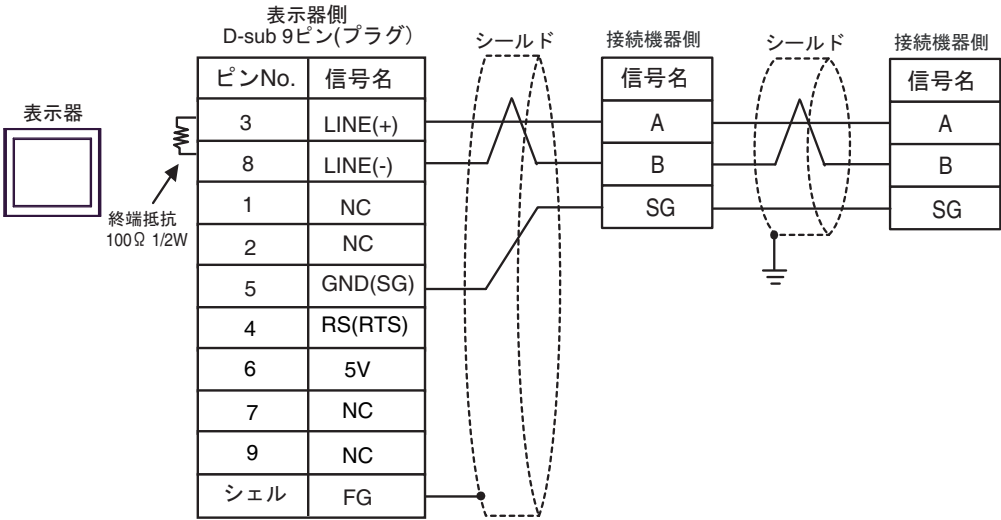 表示器側
D-sub 9ピン(プラグ)
シールド
接続機器側
シールド
接続機器側
ピンNo. 信号名
信号名
信号名
表示器
3 LINE(+)
A
A
8 LINE(-)
B
B
終端抵抗
100Ω 1/2W
1 NC
SG
SG
2 NC
5 GND(SG)
4 RS(RTS)
6 5V
7 NC
9 NC
シェル FG